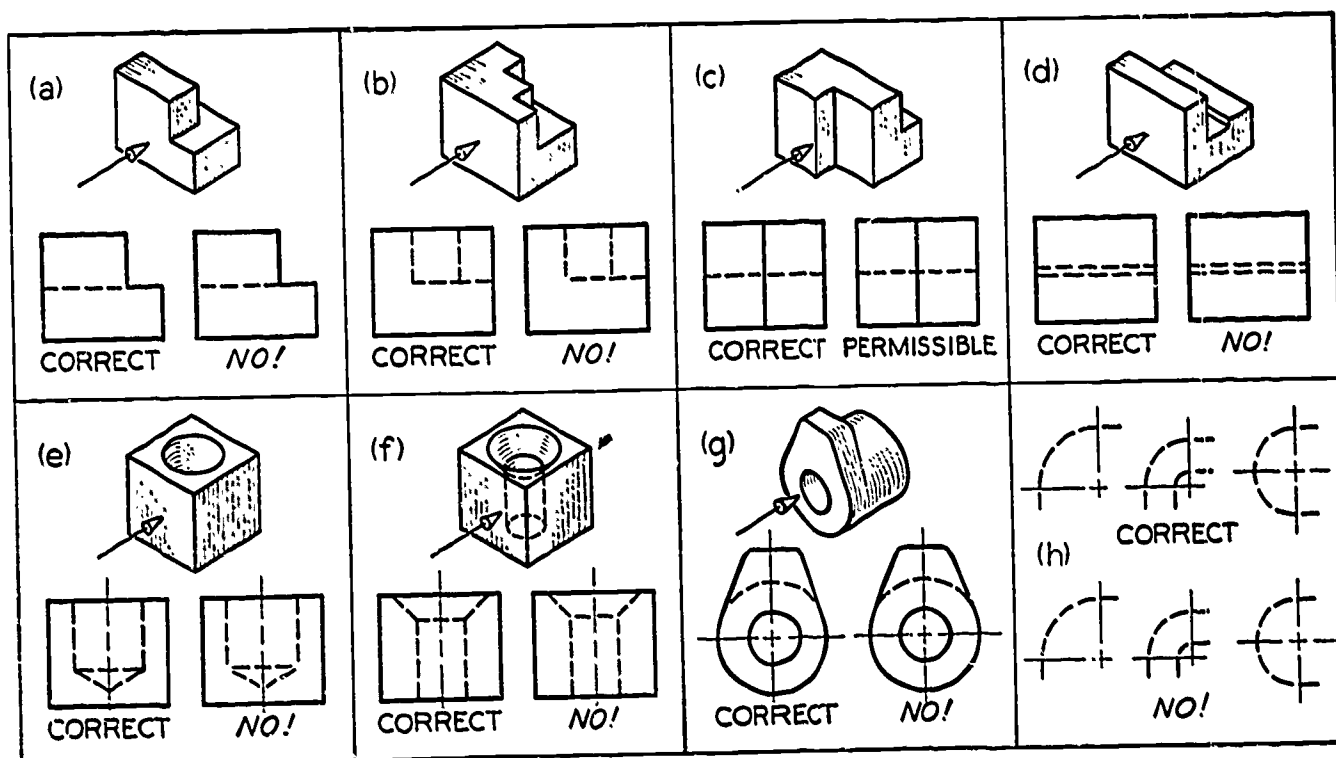 (a)
CORRECT NO!
(b)
CORRECT NO!
(c)
CORRECT PERMISSIBLE
(d)
CORRECT NO!
(e)
CORRECT NO!
(f)
CORRECT NO!
(g)
CORRECT NO!
CORRECT
(h)
NO!